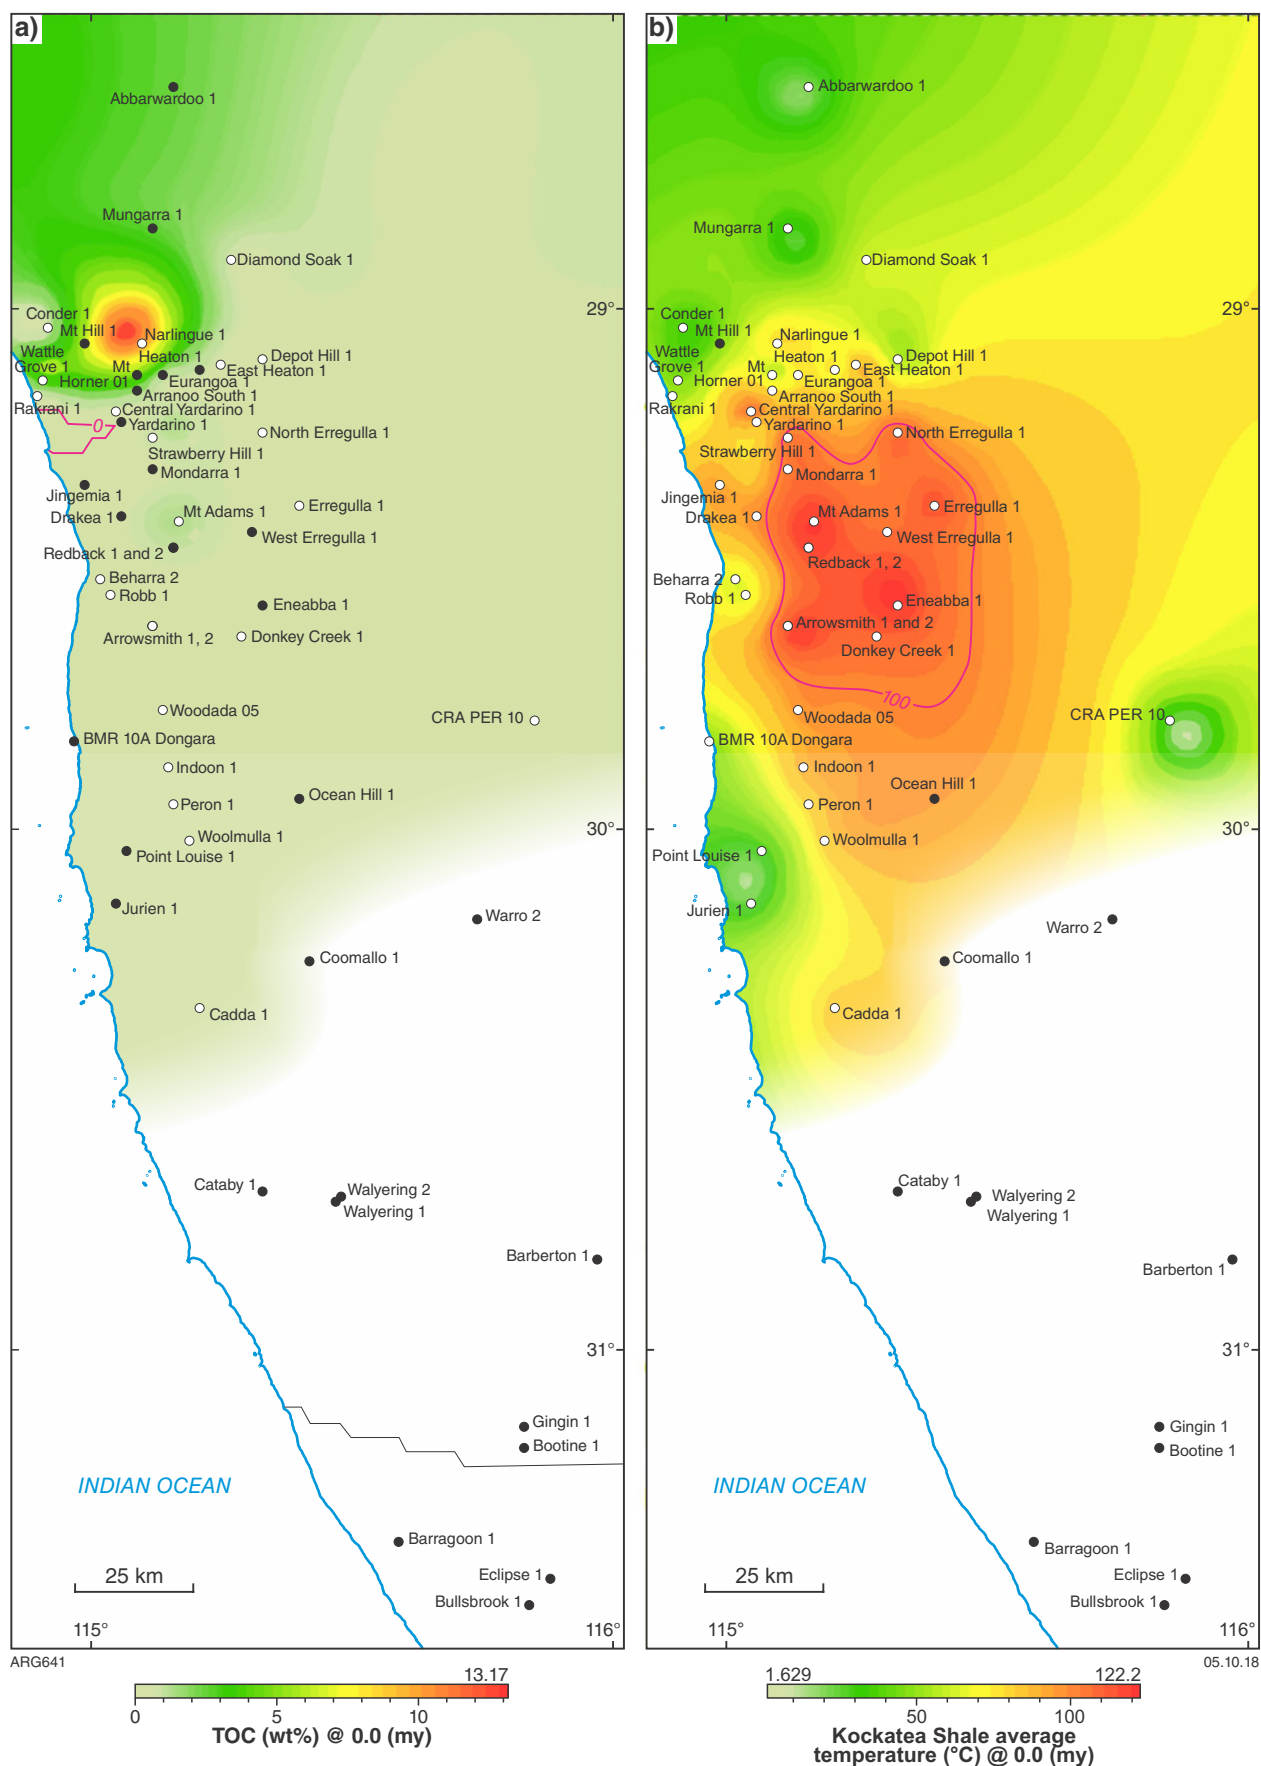 a)
Abbarwardoo 1
Mungarra 1
Diamond Soak 1
29°
Conder 1
Mt Hill 1
Narlingue 1
Wattle
Grove 1
Mt
Horner 01
Heaton 1
Depot Hill 1
East Heaton 1
Eurangoa 1
Arranoo South 1
Rakrani 1
Central Yardarino 1
0
Yardarino 1
North Erregulla 1
Strawberry Hill 1
Mondarra 1
Jingemia 1
Drakea 1
Mt Adams 1
Erregulla 1
West Erregulla 1
Redback 1 and 2
Beharra 2
Robb 1
Eneabba 1
Arrowsmith 1, 2
Donkey Creek 1
Woodada 05
CRA PER 10
BMR 10A Dongara
Indoon 1
Ocean Hill 1
Peron 1
30°
Woolmulla 1
Point Louise 1
Jurien 1
Warro 2
Coomallo 1
Cadda 1
Cataby 1
Walyering 2
Walyering 1
Barberton 1
31°
Gingin 1
Bootine 1
INDIAN OCEAN
Barragoon 1
25 km
Eclipse 1
Bullsbrook 1
115°
116°
ARG641
13.17
0
5
10
TOC (wt%) @ 0.0 (my)
b)
Abbarwardoo 1
Mungarra 1
Diamond Soak 1
Conder 1
Mt Hill 1
Narlingue 1
Wattle
Grove 1
Mt
Horner 01
Heaton 1
Depot Hill 1
East Heaton 1
Eurangoa 1
Arranoo South 1
Rakrani 1
Central Yardarino 1
Yardarino 1
North Erregulla 1
Strawberry Hill 1
Mondarra 1
Jingemia 1
Drakea 1
Mt Adams 1
Erregulla 1
West Erregulla 1
Redback 1, 2
Beharra 2
Robb 1
Eneabba 1
Arrowsmith 1 and 2
Donkey Creek 1
100
Woodada 05
CRA PER 10
BMR 10A Dongara
Indoon 1
Ocean Hill 1
Peron 1
Woolmulla 1
Point Louise 1
Jurien 1
Warro 2
Coomallo 1
Cadda 1
Cataby 1
Walyering 2
Walyering 1
Barberton 1
Gingin 1
Bootine 1
INDIAN OCEAN
Barragoon 1
25 km
Eclipse 1
Bullsbrook 1
115°
116°
05.10.18
1.629
122.2
50
100
Kockatea Shale average
temperature (°C) @ 0.0 (my)